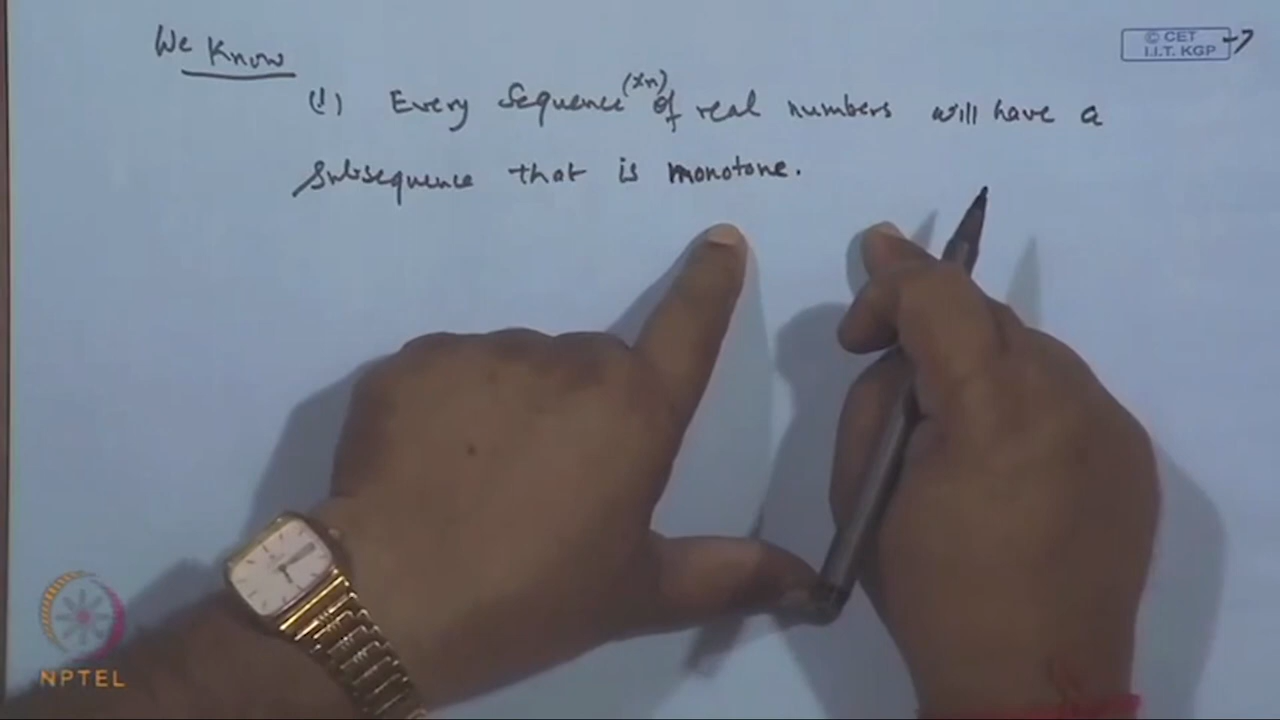 We Know
© CET
I.I.T. KGP
(1) Every Sequence (xn) of real numbers will have a
subsequence that is monotone.
NPTEL